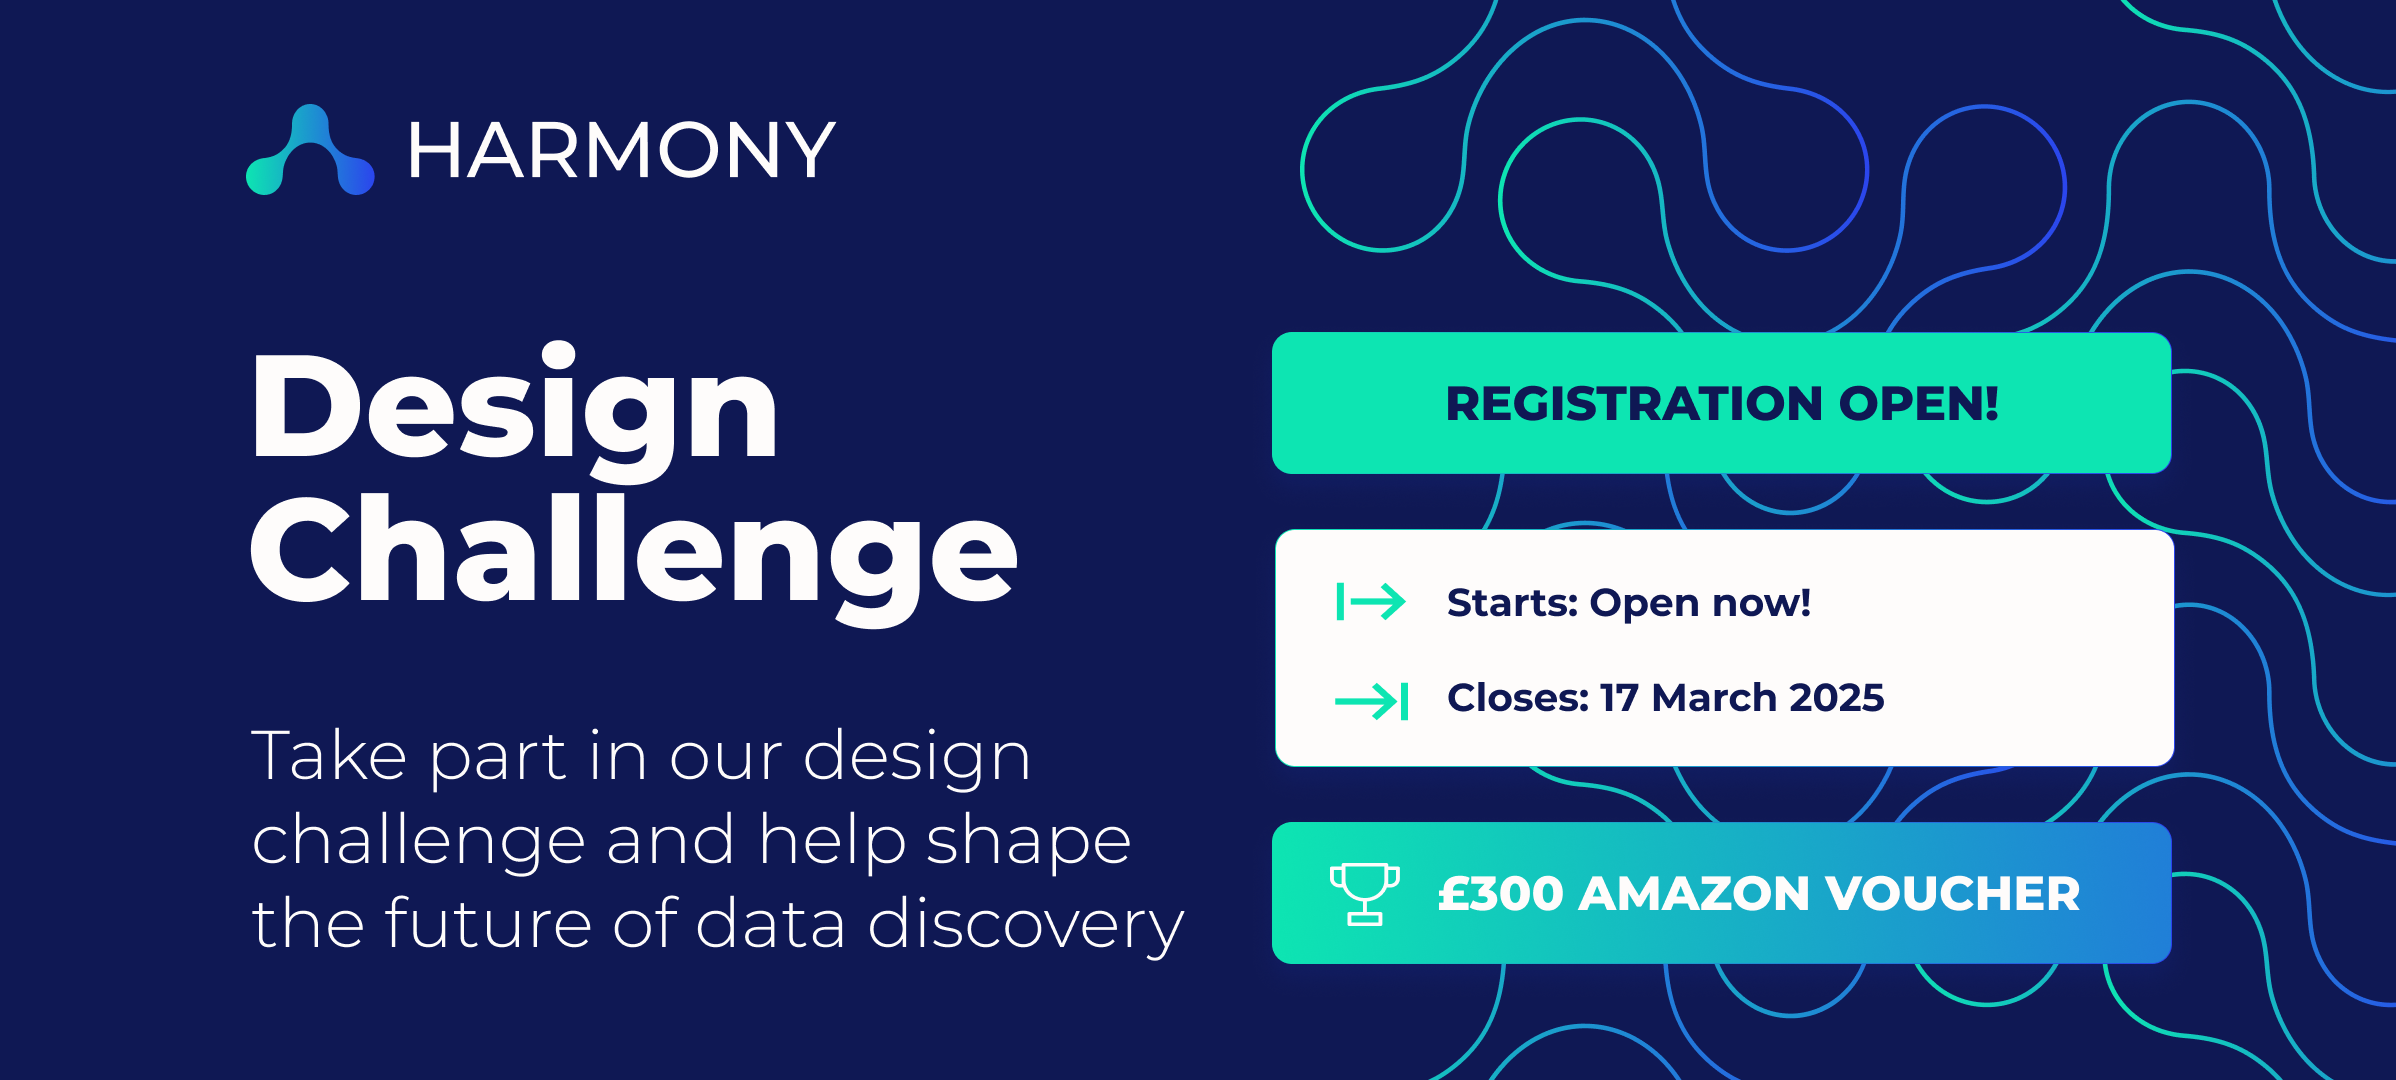 HARMONY
Design
Challenge
Take part in our design
challenge and help shape
the future of data discovery
REGISTRATION OPEN!
Starts: Open now!
Closes: 17 March 2025
£300 AMAZON VOUCHER